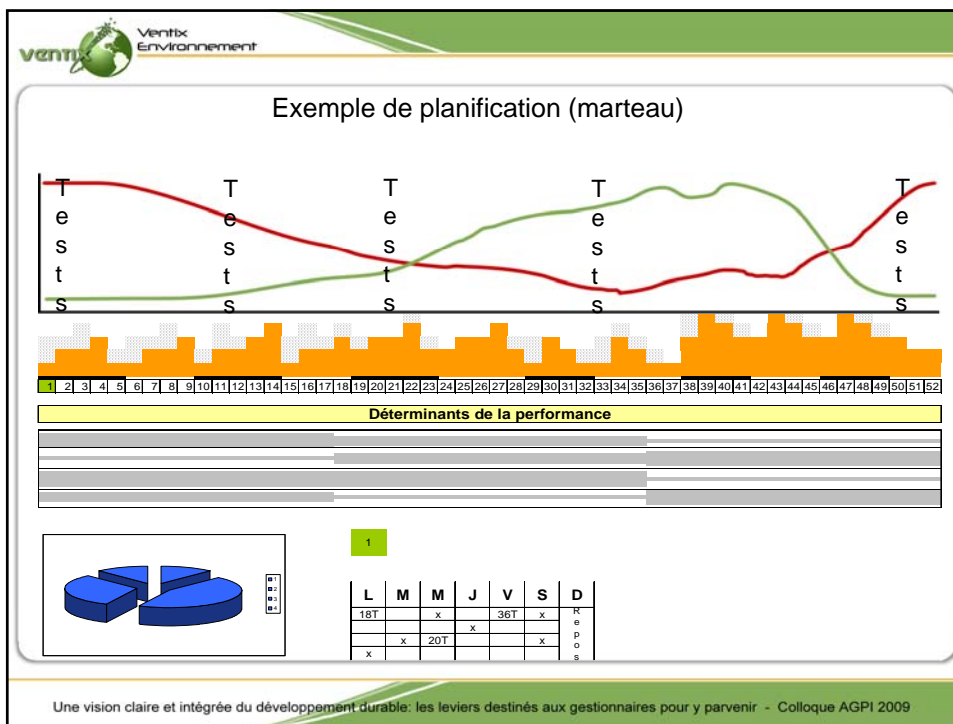 Ventix
Environnement
ventix
Exemple de planification (marteau)
Tests Tests Tests Tests Tests
1 2 3 4 5 6 7 8 9 10 11 12 13 14 15 16 17 18 19 20 21 22 23 24 25 26 27 28 29 30 31 32 33 34 35 36 37 38 39 40 41 42 43 44 45 46 47 48 49 50 51 52
Déterminants de la performance
1
2
3
4
1
L M M J V S D
18T x 36T x Repos
x
x 20T x
x
Une vision claire et intégrée du développement durable: les leviers destinés aux gestionnaires pour y parvenir - Colloque AGPI 2009